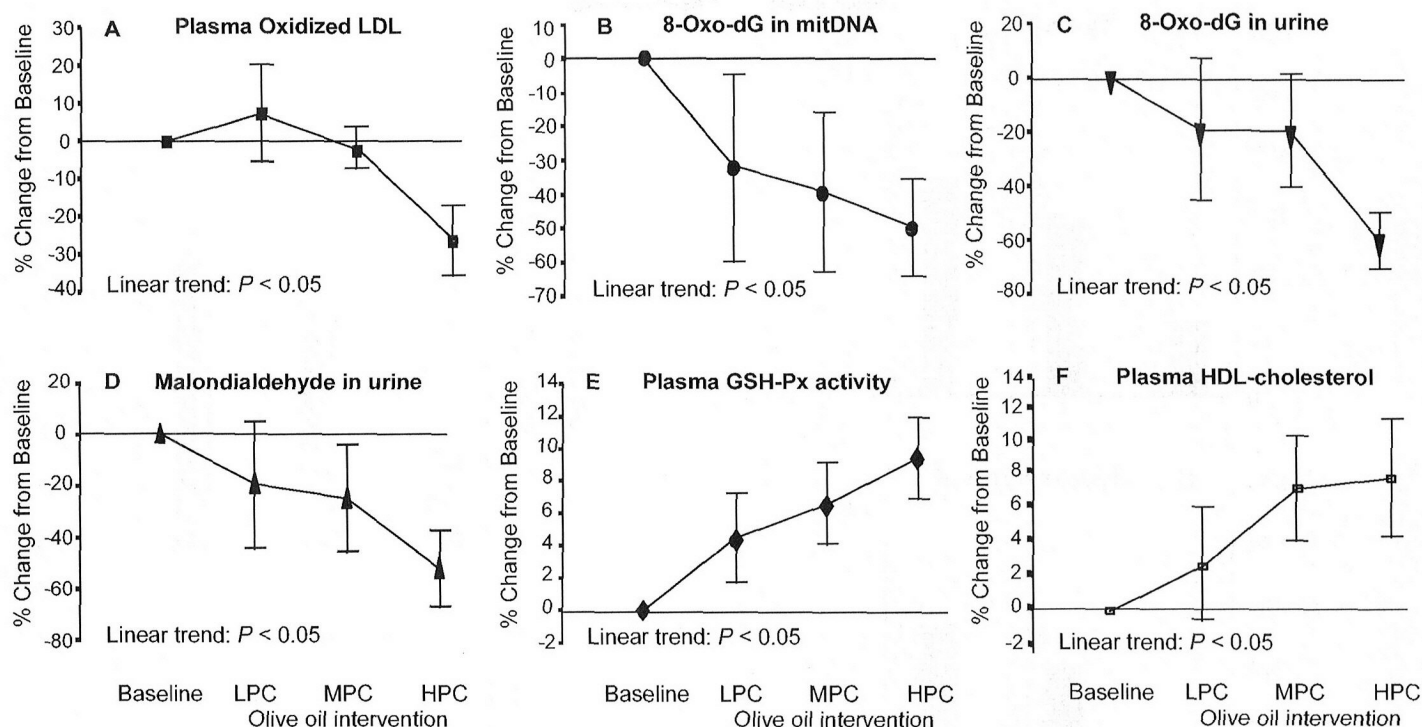 A Plasma Oxidized LDL
% Change from Baseline
30
20
10
0
-10
-20
-30
-40
Linear trend: P < 0.05
B 8-Oxo-dG in mitDNA
% Change from Baseline
10
0
-10
-20
-30
-40
-50
-60
-70
Linear trend: P < 0.05
C 8-Oxo-dG in urine
% Change from Baseline
20
0
-20
-40
-60
-80
Linear trend: P < 0.05
D Malondialdehyde in urine
% Change from Baseline
20
0
-20
-40
-60
-80
Linear trend: P < 0.05
Baseline LPC MPC HPC
Olive oil intervention
E Plasma GSH-Px activity
% Change from Baseline
14
12
10
8
6
4
2
0
-2
Linear trend: P < 0.05
Baseline LPC MPC HPC
Olive oil intervention
F Plasma HDL-cholesterol
% Change from Baseline
14
12
10
8
6
4
2
0
-2
Linear trend: P < 0.05
Baseline LPC MPC HPC
Olive oil intervention